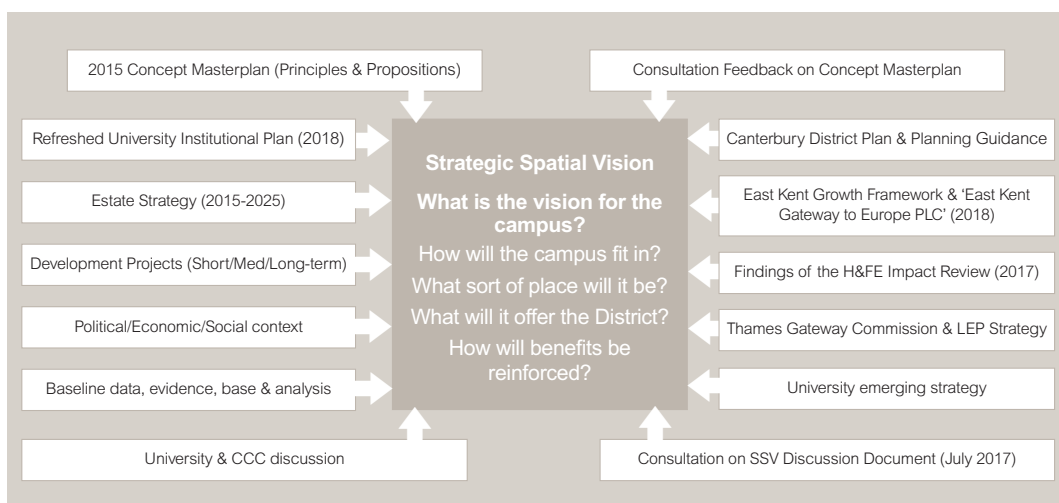 2015 Concept Masterplan (Principles & Propositions)
Consultation Feedback on Concept Masterplan
Refreshed University Institutional Plan (2018)
Estate Strategy (2015-2025)
Development Projects (Short/Med/Long-term)
Political/Economic/Social context
Baseline data, evidence, base & analysis
University & CCC discussion
Strategic Spatial Vision
What is the vision for the
campus?
How will the campus fit in?
What sort of place will it be?
What will it offer the District?
How will benefits be
reinforced?
Canterbury District Plan & Planning Guidance
East Kent Growth Framework & ‘East Kent
Gateway to Europe PLC’ (2018)
Findings of the H&FE Impact Review (2017)
Thames Gateway Commission & LEP Strategy
University emerging strategy
Consultation on SSV Discussion Document (July 2017)